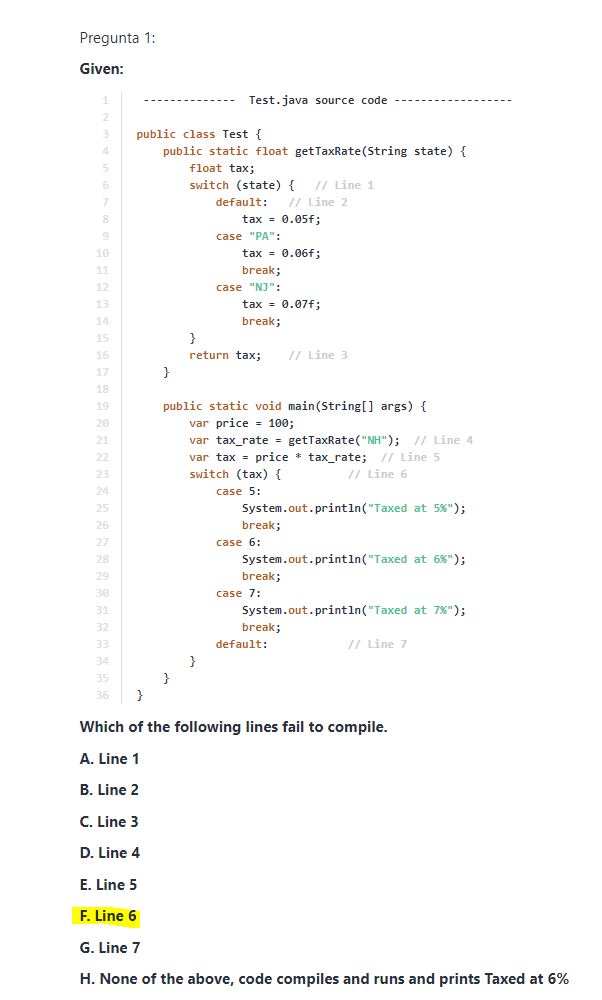 Pregunta 1:
Given:
1 -------------- Test.java source code ------------------
2
3 public class Test {
4     public static float getTaxRate(String state) {
5         float tax;
6         switch (state) {   // Line 1
7             default:   // Line 2
8                 tax = 0.05f;
9             case "PA":
10                 tax = 0.06f;
11                 break;
12             case "NJ":
13                 tax = 0.07f;
14                 break;
15         }
16         return tax;    // Line 3
17     }
18
19     public static void main(String[] args) {
20         var price = 100;
21         var tax_rate = getTaxRate("NH");  // Line 4
22         var tax = price * tax_rate;  // Line 5
23         switch (tax) {          // Line 6
24             case 5:
25                 System.out.println("Taxed at 5%");
26                 break;
27             case 6:
28                 System.out.println("Taxed at 6%");
29                 break;
30             case 7:
31                 System.out.println("Taxed at 7%");
32                 break;
33             default:            // Line 7
34         }
35     }
36 }
Which of the following lines fail to compile.
A. Line 1
B. Line 2
C. Line 3
D. Line 4
E. Line 5
F. Line 6
G. Line 7
H. None of the above, code compiles and runs and prints Taxed at 6%